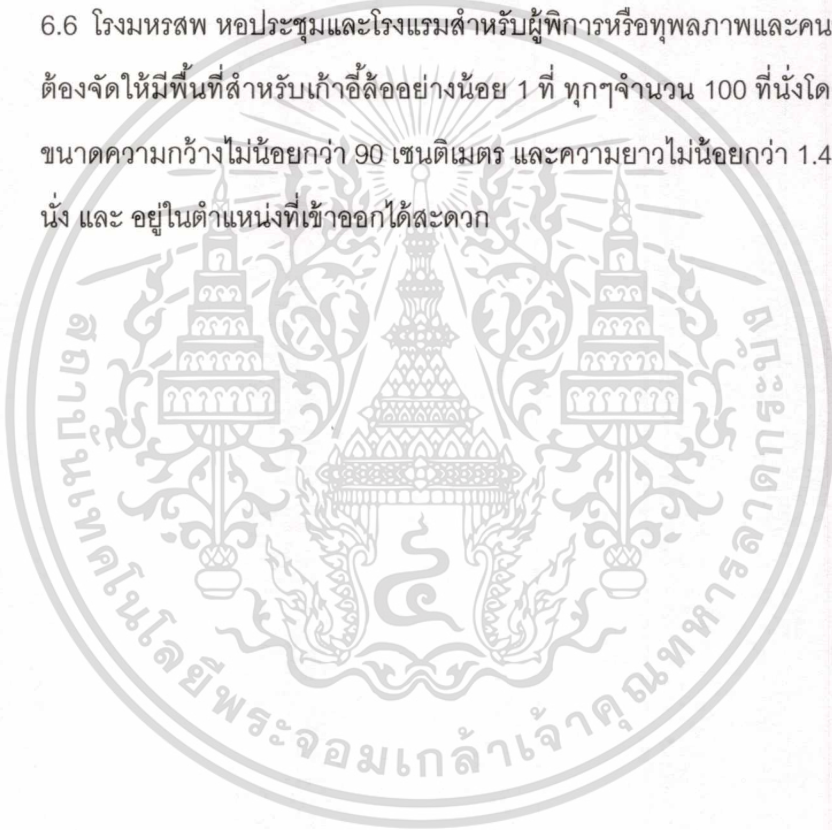 6.6 โรงมหรสพ หอประชุมและโรงแรมสำหรับผู้พิการหรือทุพลภาพและคน
ต้องจัดให้มีพื้นที่สำหรับเก้าอี้ล้ออย่างน้อย 1 ที่ ทุกๆจำนวน 100 ที่นั่งโด
ขนาดความกว้างไม่น้อยกว่า 90 เซนติเมตร และความยาวไม่น้อยกว่า 1.4
นั่ง และ อยู่ในตำแหน่งที่เข้าออกได้สะดวก
สถาบันเทคโนโลยีพระจอมเกล้าเจ้าคุณทหารลาดกระบัง